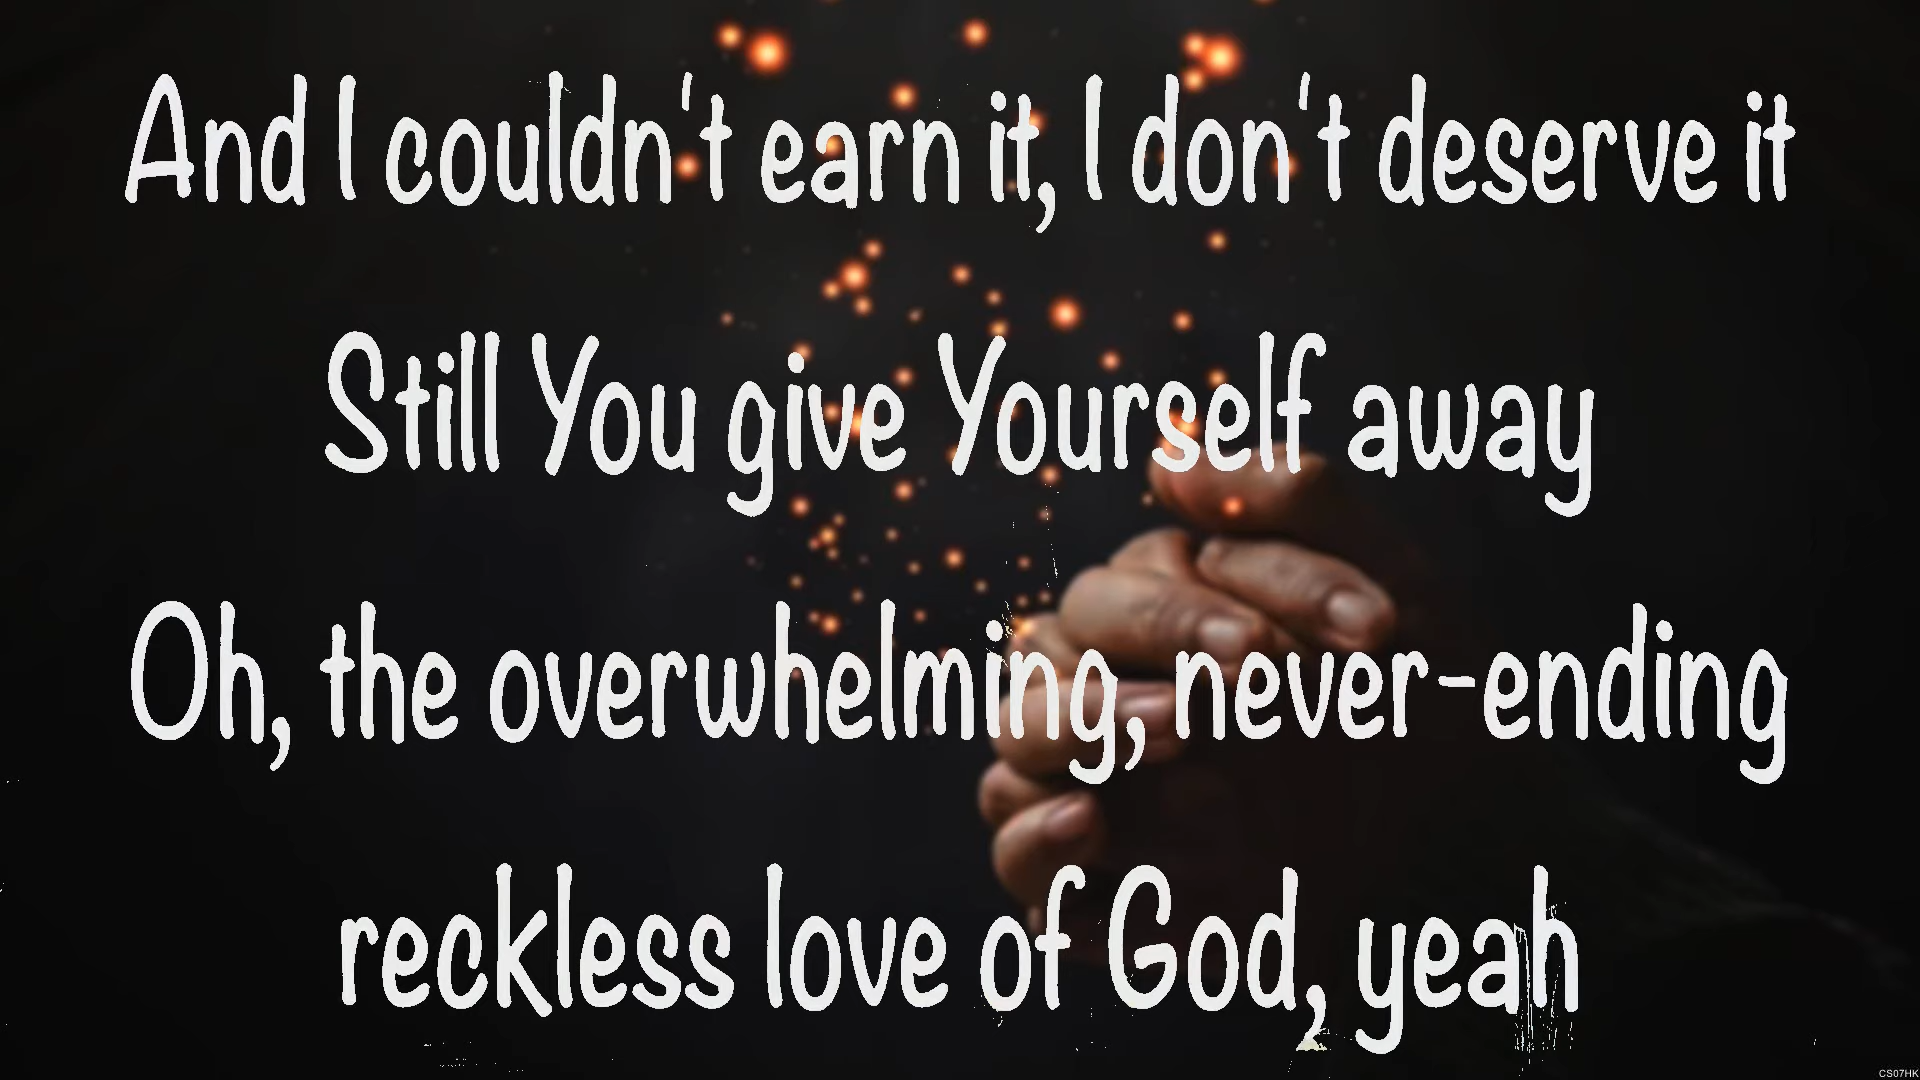 And I couldn't earn it, I don't deserve it
Still You give Yourself away
Oh, the overwhelming, never-ending
reckless love of God, yeah
CS07HK